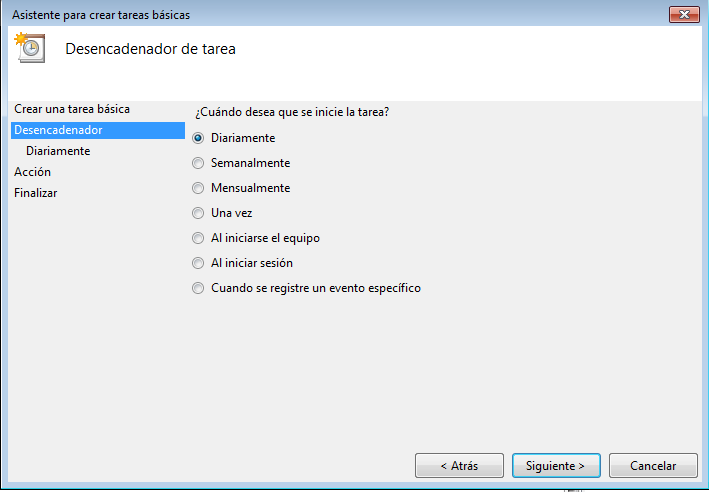 Asistente para crear tareas básicas
Desencadenador de tarea
Crear una tarea básica
Desencadenador
Diariamente
Acción
Finalizar
¿Cuándo desea que se inicie la tarea?
Diariamente
Semanalmente
Mensualmente
Una vez
Al iniciarse el equipo
Al iniciar sesión
Cuando se registre un evento específico
< Atrás
Siguiente >
Cancelar